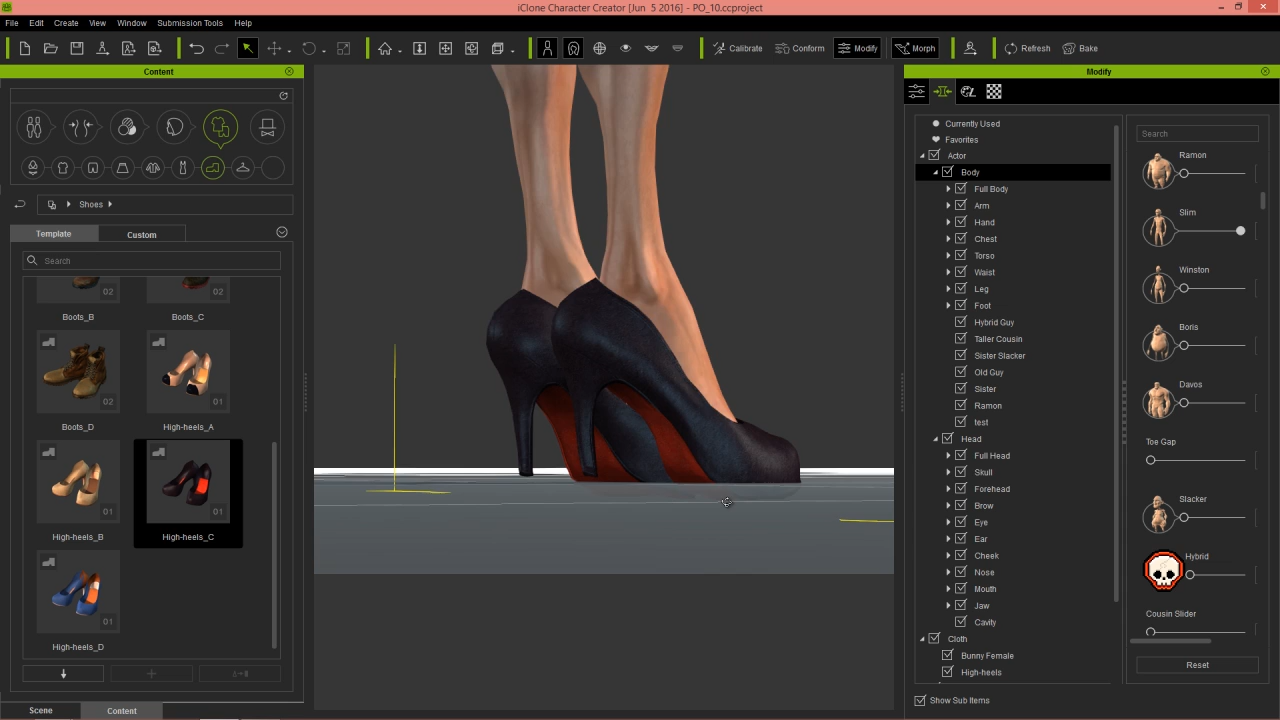 iClone Character Creator [Jun 5 2016] - PO_10.ccproject
File Edit Create View Window Submission Tools Help
Calibrate Conform Modify Morph Refresh Bake
Content
Shoes
Template Custom
Search
02 02
Boots_B Boots_C
02 01
Boots_D High-heels_A
01 01
High-heels_B High-heels_C
01
High-heels_D
Scene Content
Modify
Currently Used
Favorites
Actor
Body
Full Body
Arm
Hand
Chest
Torso
Waist
Leg
Foot
Hybrid Guy
Taller Cousin
Sister Slacker
Old Guy
Sister
Ramon
test
Head
Full Head
Skull
Forehead
Brow
Eye
Ear
Cheek
Nose
Mouth
Jaw
Cavity
Cloth
Bunny Female
High-heels
Show Sub Items
Search
Ramon
Slim
Winston
Boris
Davos
Toe Gap
Slacker
Hybrid
Cousin Slider
Reset